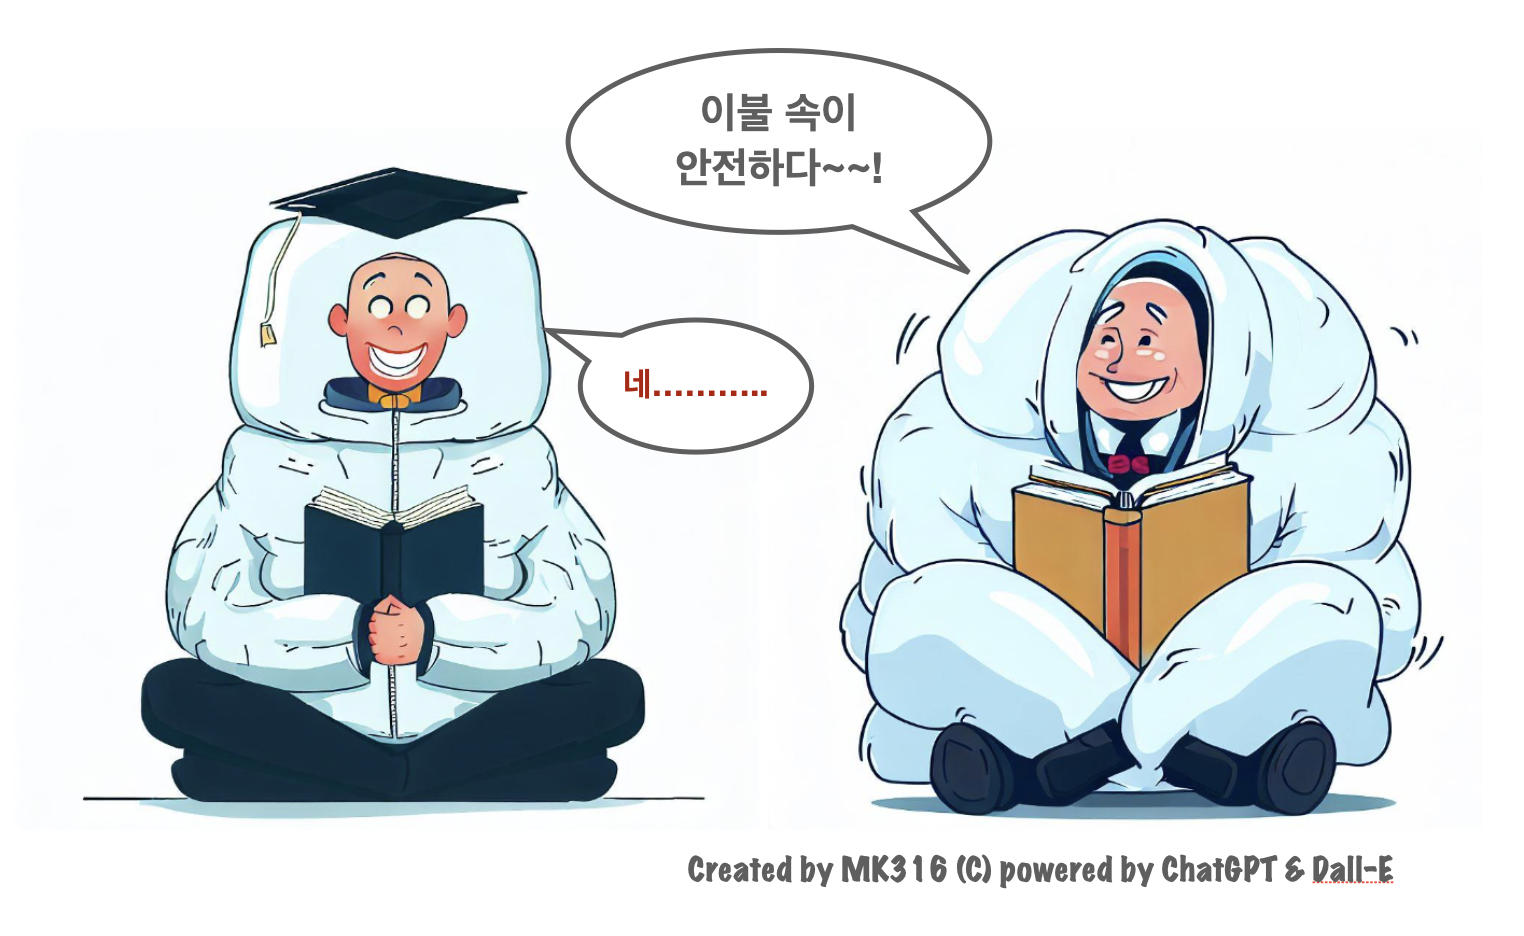 이불 속이
안전하다~~!
네...........
Created by MK316 (C) powered by ChatGPT & Dall-E